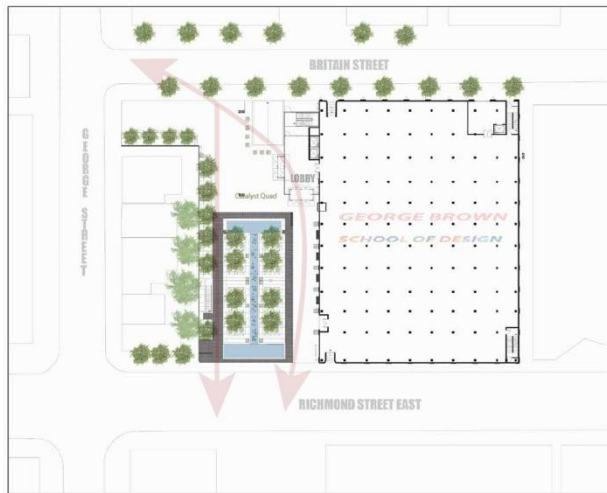 BRITAIN STREET
GEORGE STREET
LOBBY
Catalyst Quad
GEORGE BROWN
SCHOOL OF DESIGN
RICHMOND STREET EAST